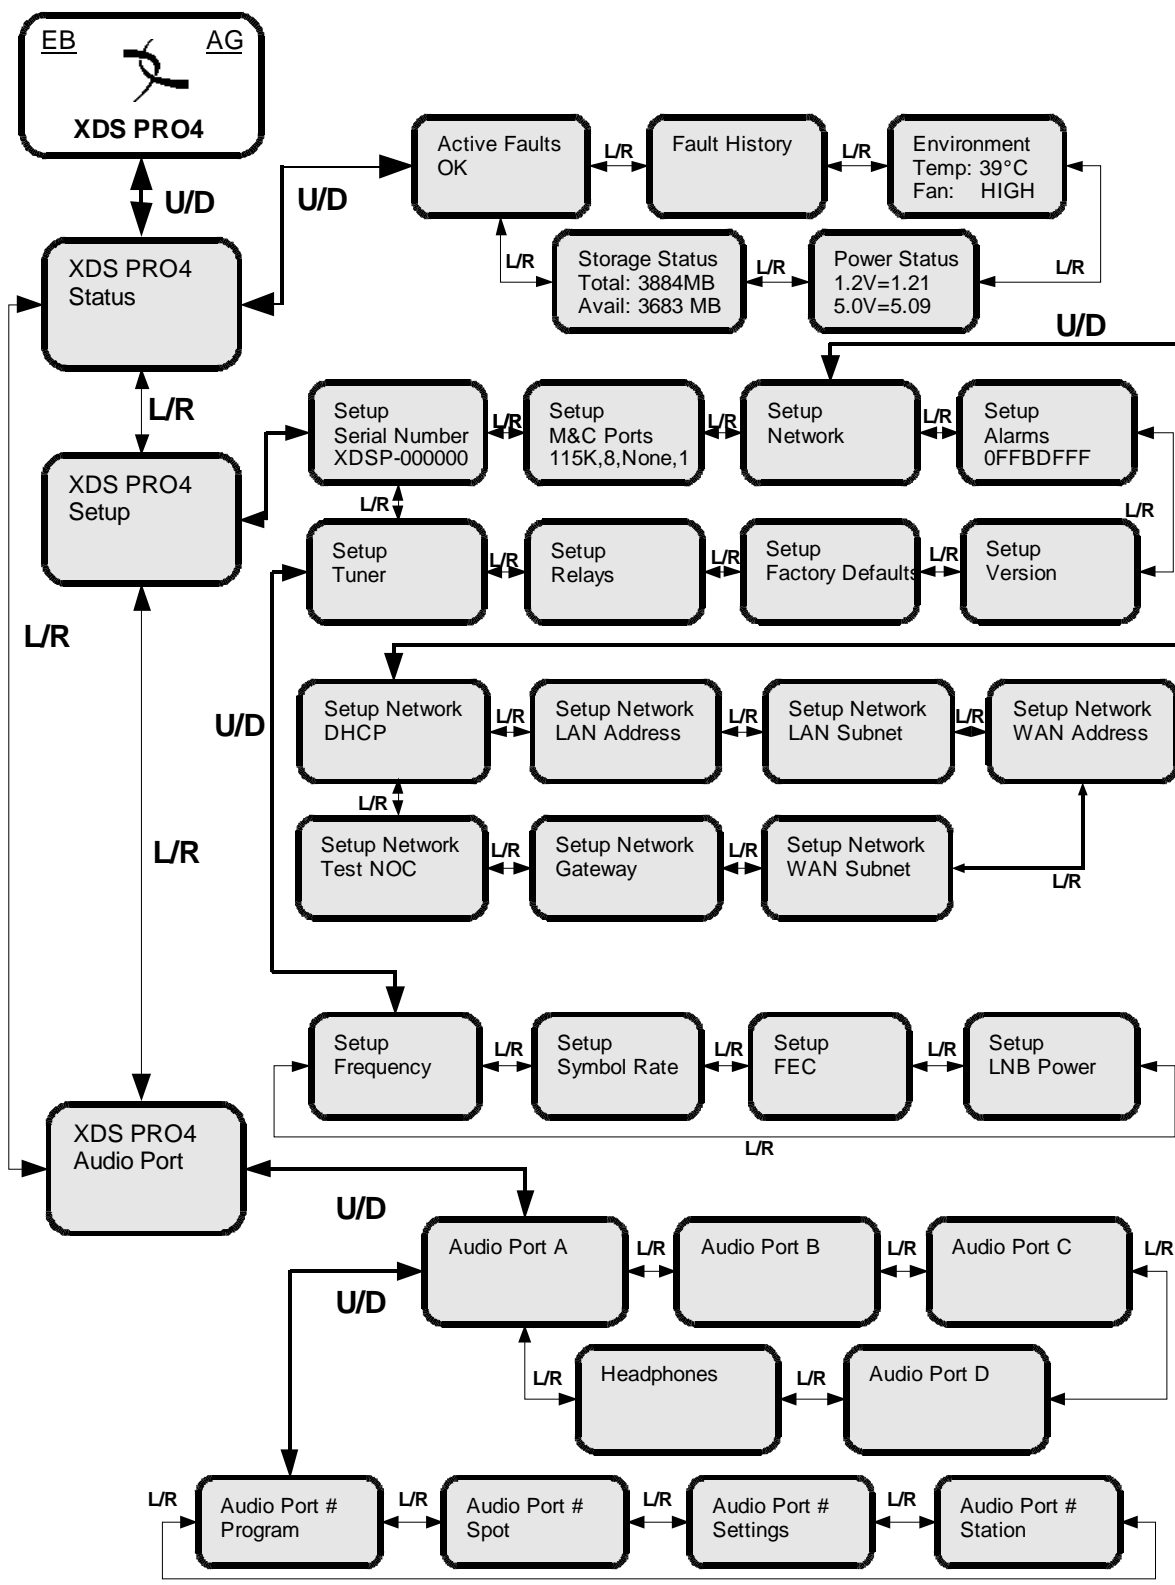 EB AG
XDS PRO4
U/D
U/D
Active Faults
OK
L/R
Fault History
L/R
Environment
Temp: 39°C
Fan: HIGH
L/R
Storage Status
Total: 3884MB
Avail: 3683 MB
L/R
Power Status
1.2V=1.21
5.0V=5.09
L/R
XDS PRO4
Status
U/D
L/R
Setup
Serial Number
XDSP-000000
L/R
Setup
M&C Ports
115K,8,None,1
L/R
Setup
Network
L/R
Setup
Alarms
0FFBDFFF
XDS PRO4
Setup
L/R
L/R
Setup
Tuner
L/R
Setup
Relays
L/R
Setup
Factory Defaults
L/R
Setup
Version
L/R
U/D
Setup Network
DHCP
L/R
Setup Network
LAN Address
L/R
Setup Network
LAN Subnet
L/R
Setup Network
WAN Address
L/R
L/R
Setup Network
Test NOC
L/R
Setup Network
Gateway
L/R
Setup Network
WAN Subnet
L/R
Setup
Frequency
L/R
Setup
Symbol Rate
L/R
Setup
FEC
L/R
Setup
LNB Power
L/R
XDS PRO4
Audio Port
U/D
Audio Port A
L/R
Audio Port B
L/R
Audio Port C
L/R
U/D
L/R
Headphones
L/R
Audio Port D
L/R
Audio Port #
Program
L/R
Audio Port #
Spot
L/R
Audio Port #
Settings
L/R
Audio Port #
Station